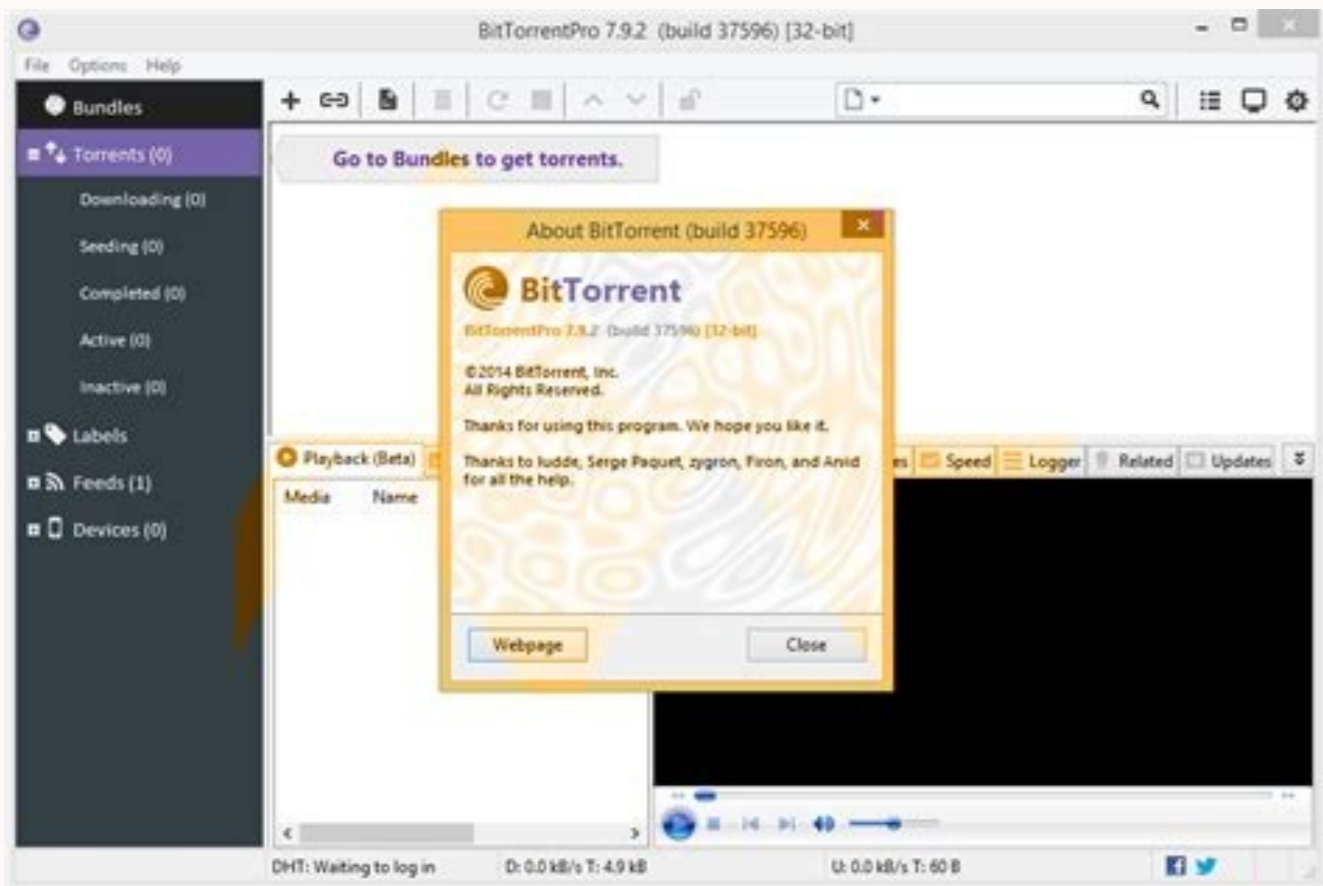 BitTorrentPro 7.9.2 (build 37596) [32-bit]
File Options Help
Bundles
Torrents (0)
Downloading (0)
Seeding (0)
Completed (0)
Active (0)
Inactive (0)
Labels
Feeds (1)
Devices (0)
Go to Bundles to get torrents.
About BitTorrent (build 37596)
BitTorrent
BitTorrentPro 7.9.2 (build 37596) [32-bit]
©2014 BitTorrent, Inc.
All Rights Reserved.
Thanks for using this program. We hope you like it.
Thanks to ludde, Serge Paquet, zygron, Firon, and Arvid
for all the help.
Webpage Close
Playback (Beta) Speed Logger Related Updates
Media Name
DHT: Waiting to log in D: 0.0 kB/s T: 4.9 kB U: 0.0 kB/s T: 60 B